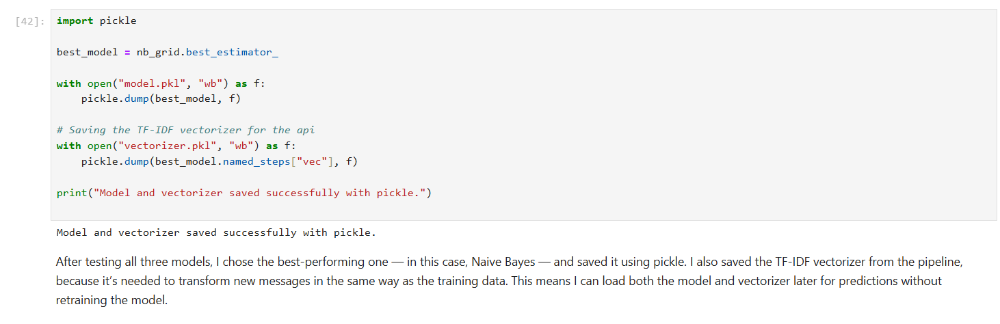 [42]:
import pickle
best_model = nb_grid.best_estimator_
with open("model.pkl", "wb") as f:
    pickle.dump(best_model, f)
# Saving the TF-IDF vectorizer for the api
with open("vectorizer.pkl", "wb") as f:
    pickle.dump(best_model.named_steps["vec"], f)
print("Model and vectorizer saved successfully with pickle.")
Model and vectorizer saved successfully with pickle.
After testing all three models, I chose the best-performing one — in this case, Naive Bayes — and saved it using pickle. I also saved the TF-IDF vectorizer from the pipeline,
because it’s needed to transform new messages in the same way as the training data. This means I can load both the model and vectorizer later for predictions without
retraining the model.